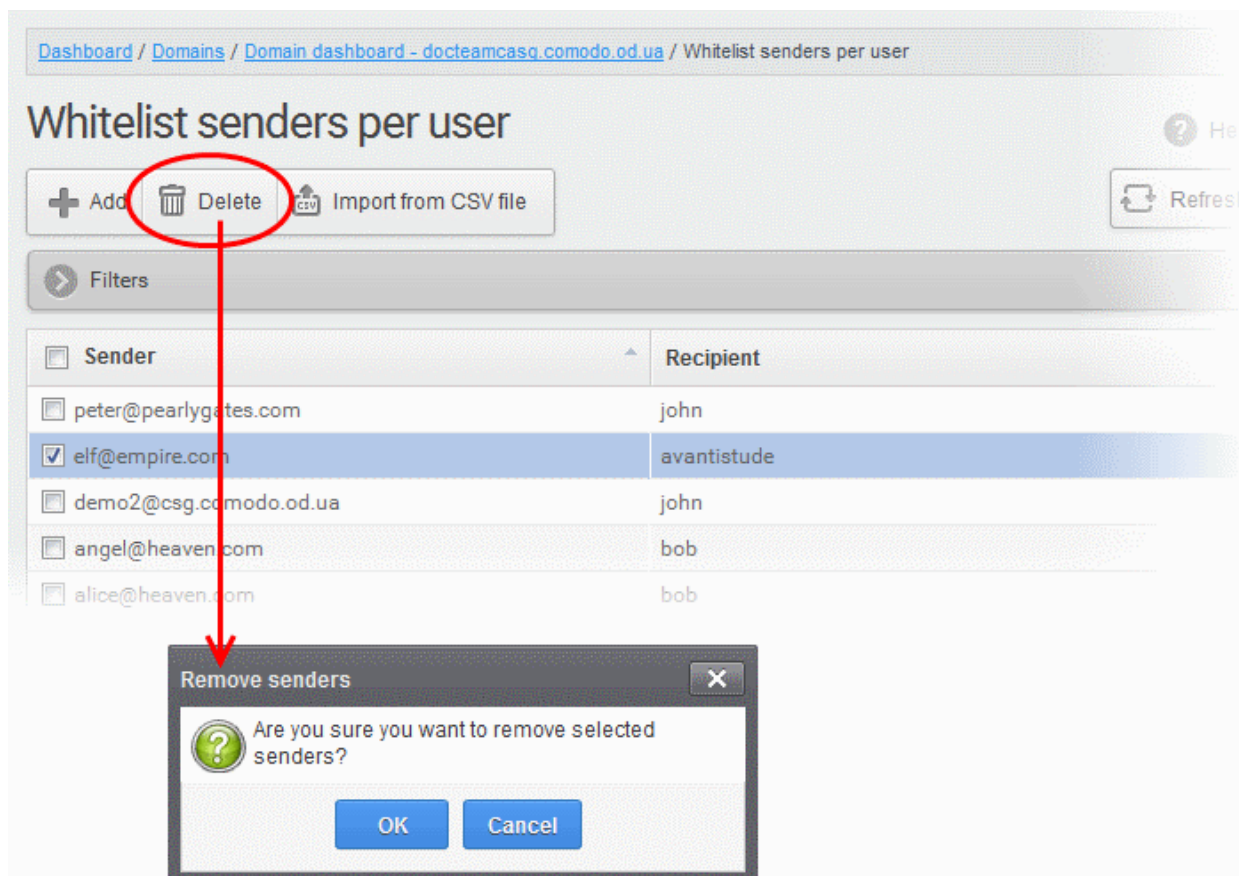 Dashboard / Domains / Domain dashboard - docteamcasg.comodo.od.ua / Whitelist senders per user
Whitelist senders per user
He
Add Delete CSV Import from CSV file Refres
Filters
Sender Recipient
peter@pearlygates.com john
elf@empire.com avantistude
demo2@csg.comodo.od.ua john
angel@heaven.com bob
alice@heaven.com bob
Remove senders
Are you sure you want to remove selected
senders?
OK Cancel